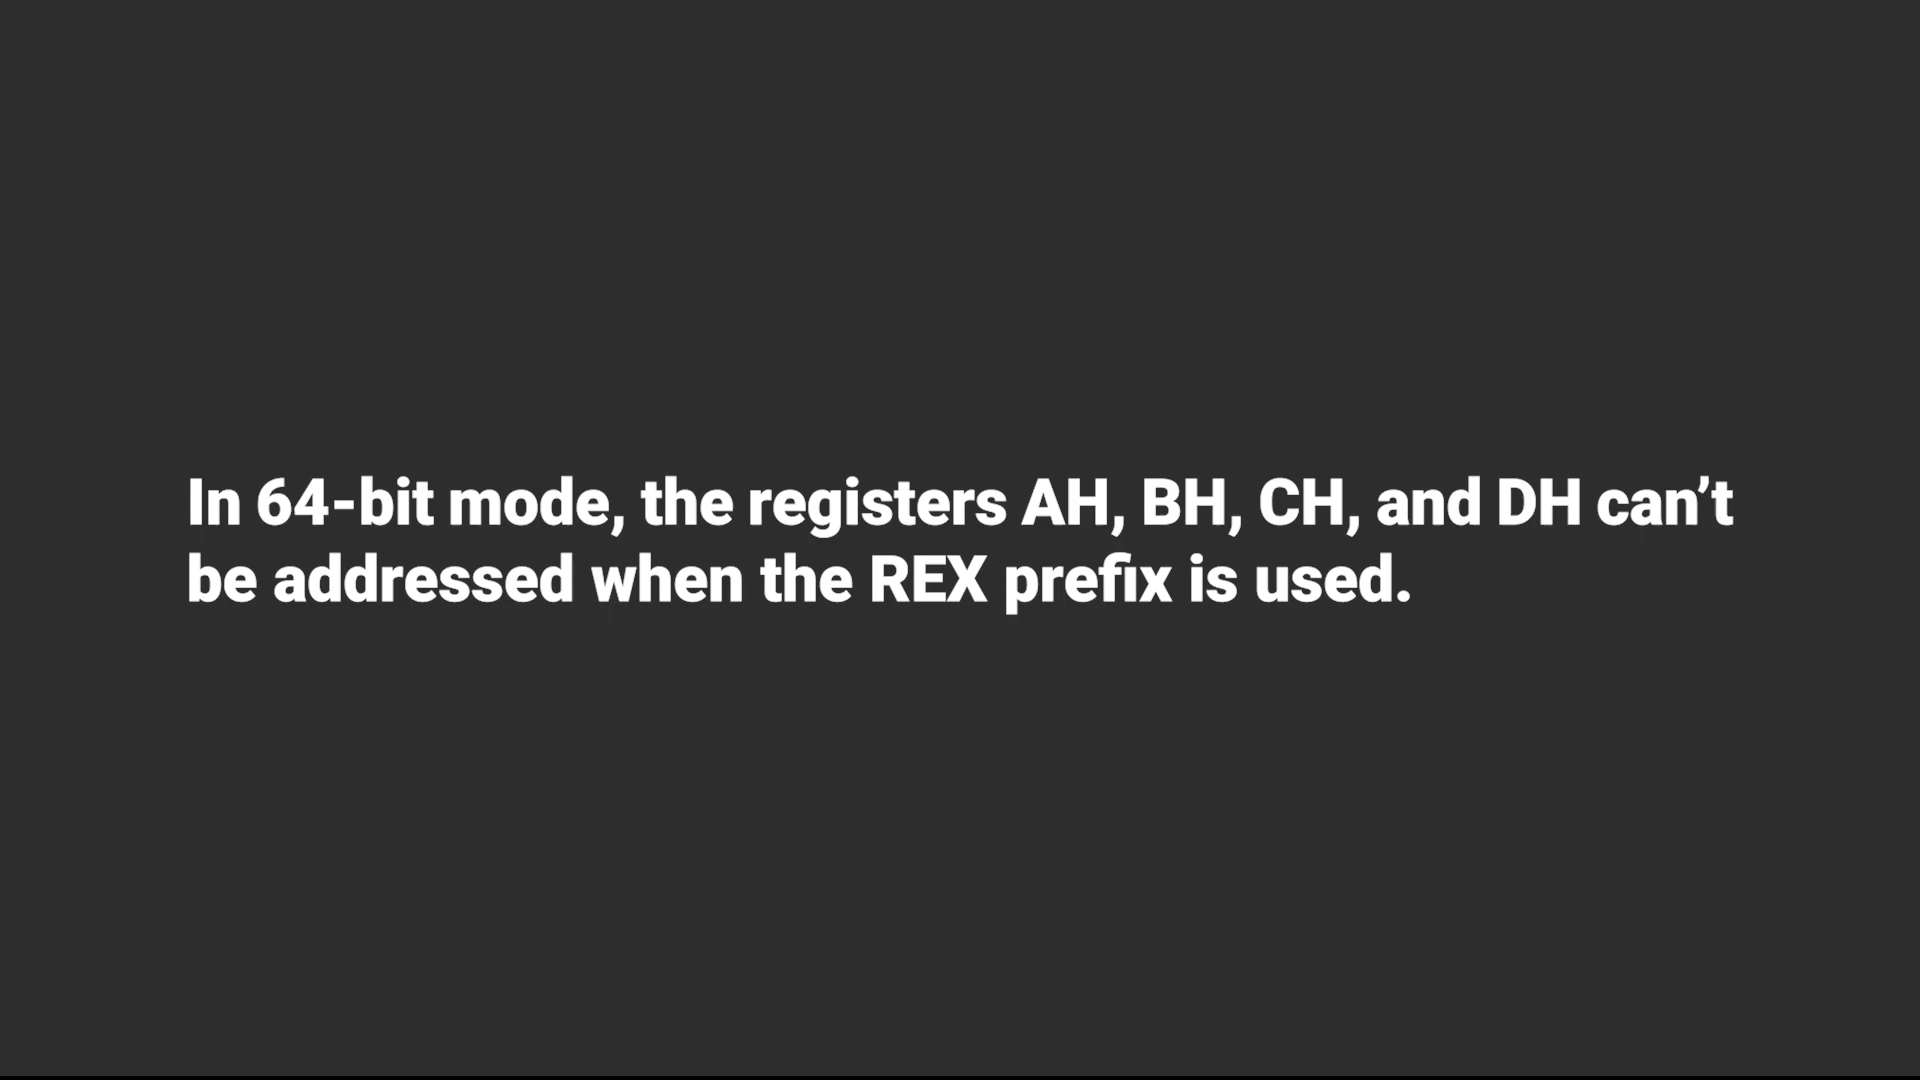 In 64-bit mode, the registers AH, BH, CH, and DH can’t
be addressed when the REX prefix is used.